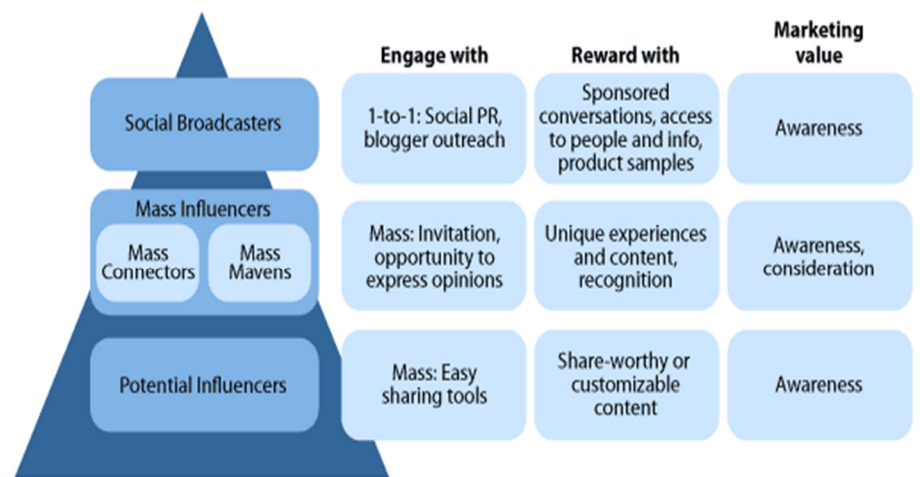 Engage with
Reward with
Marketing
value
Social Broadcasters
1-to-1: Social PR,
blogger outreach
Sponsored
conversations, access
to people and info,
product samples
Awareness
Mass Influencers
Mass
Connectors
Mass
Mavens
Mass: Invitation,
opportunity to
express opinions
Unique experiences
and content,
recognition
Awareness,
consideration
Potential Influencers
Mass: Easy
sharing tools
Share-worthy or
customizable
content
Awareness